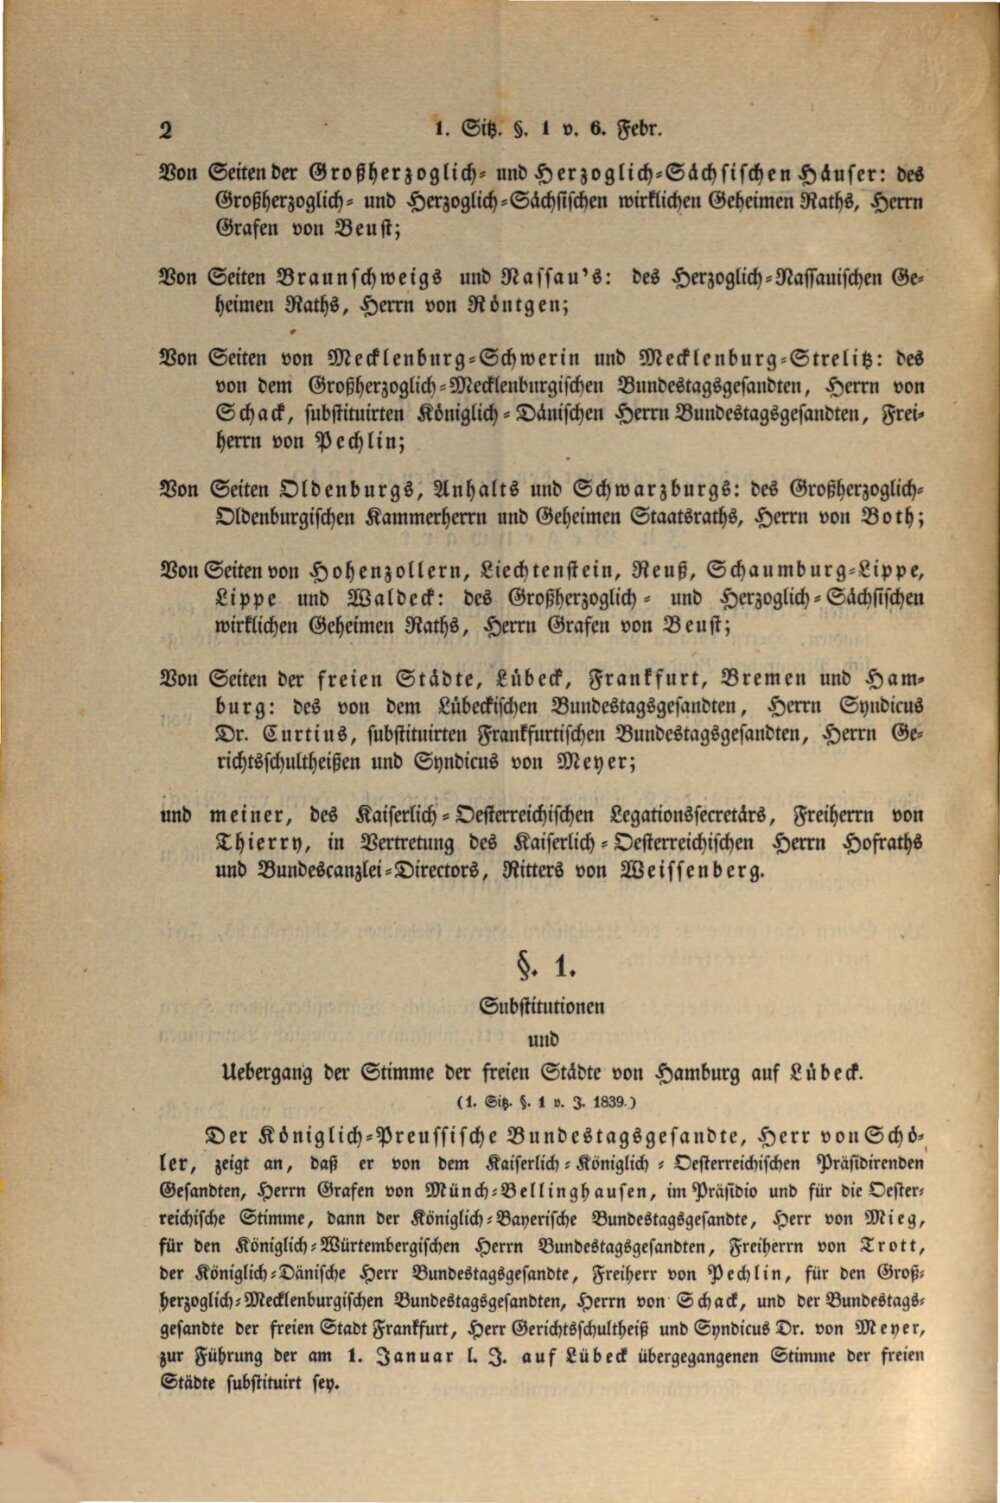 2
1. Sitz. §. 1 v. 6. Febr.
Von Seiten der Großherzoglich- und Herzoglich-Sächsischen Häuser: des
Großherzoglich- und Herzoglich-Sächsischen wirklichen Geheimen Raths, Herrn
Grafen von Beust;
Von Seiten Braunschweigs und Nassau's: des Herzoglich-Nassauischen Ge-
heimen Raths, Herrn von Röntgen;
Von Seiten von Mecklenburg-Schwerin und Mecklenburg-Strelitz: des
von dem Großherzoglich-Mecklenburgischen Bundestagsgesandten, Herrn von
Schack, substituirten Königlich-Dänischen Herrn Bundestagsgesandten, Frei-
herrn von Pechlin;
Von Seiten Oldenburgs, Anhalts und Schwarzburgs: des Großherzoglich-
Oldenburgischen Kammerherrn und Geheimen Staatsraths, Herrn von Both;
Von Seiten von Hohenzollern, Liechtenstein, Reuß, Schaumburg-Lippe,
Lippe und Waldeck: des Großherzoglich- und Herzoglich-Sächsischen
wirklichen Geheimen Raths, Herrn Grafen von Beust;
Von Seiten der freien Städte, Lübeck, Frankfurt, Bremen und Ham-
burg: des von dem Lübeckischen Bundestagsgesandten, Herrn Syndicus
Dr. Curtius, substituirten Frankfurtischen Bundestagsgesandten, Herrn Ge-
richtsschultheißen und Syndicus von Meyer;
und meiner, des Kaiserlich-Oesterreichischen Legationssecretärs, Freiherrn von
Thierry, in Vertretung des Kaiserlich-Oesterreichischen Herrn Hofraths
und Bundescanzlei-Directors, Ritters von Weissenberg.
§. 1.
Substitutionen
und
Uebergang der Stimme der freien Städte von Hamburg auf Lübeck.
(1. Sitz. §. 1 v. J. 1839.)
Der Königlich-Preussische Bundestagsgesandte, Herr von Schö-
ler, zeigt an, daß er von dem Kaiserlich-Königlich-Oesterreichischen Präsidirenden
Gesandten, Herrn Grafen von Münch-Bellinghausen, im Präsidio und für die Oester-
reichische Stimme, dann der Königlich-Bayerische Bundestagsgesandte, Herr von Mieg,
für den Königlich-Würtembergischen Herrn Bundestagsgesandten, Freiherrn von Trott,
der Königlich-Dänische Herr Bundestagsgesandte, Freiherr von Pechlin, für den Groß-
herzoglich-Mecklenburgischen Bundestagsgesandten, Herrn von Schack, und der Bundestags-
gesandte der freien Stadt Frankfurt, Herr Gerichtsschultheiß und Syndicus Dr. von Meyer,
zur Führung der am 1. Januar l. J. auf Lübeck übergegangenen Stimme der freien
Städte substituirt sey.